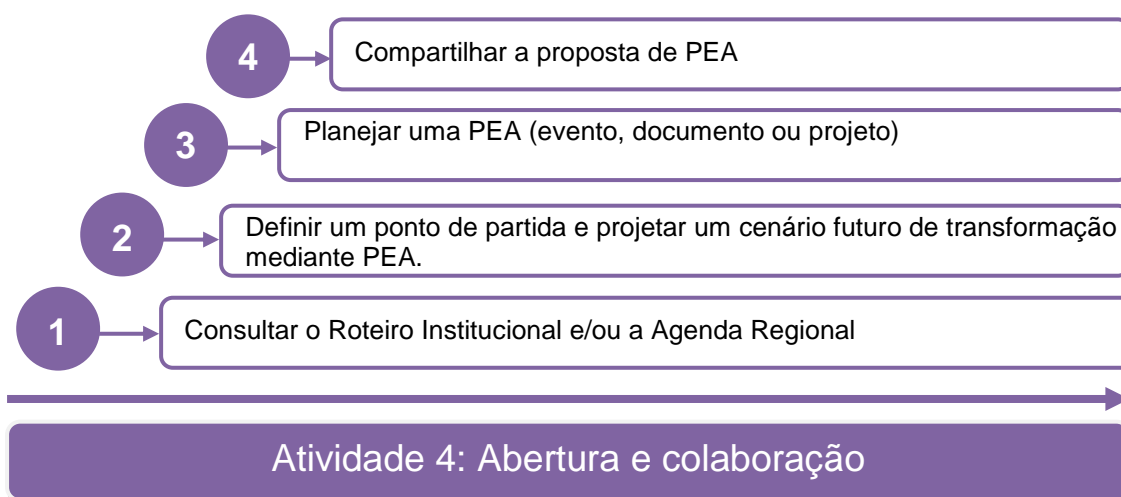 4
Compartilhar a proposta de PEA
3
Planejar uma PEA (evento, documento ou projeto)
2
Definir um ponto de partida e projetar um cenário futuro de transformação
mediante PEA.
1
Consultar o Roteiro Institucional e/ou a Agenda Regional
Atividade 4: Abertura e colaboração